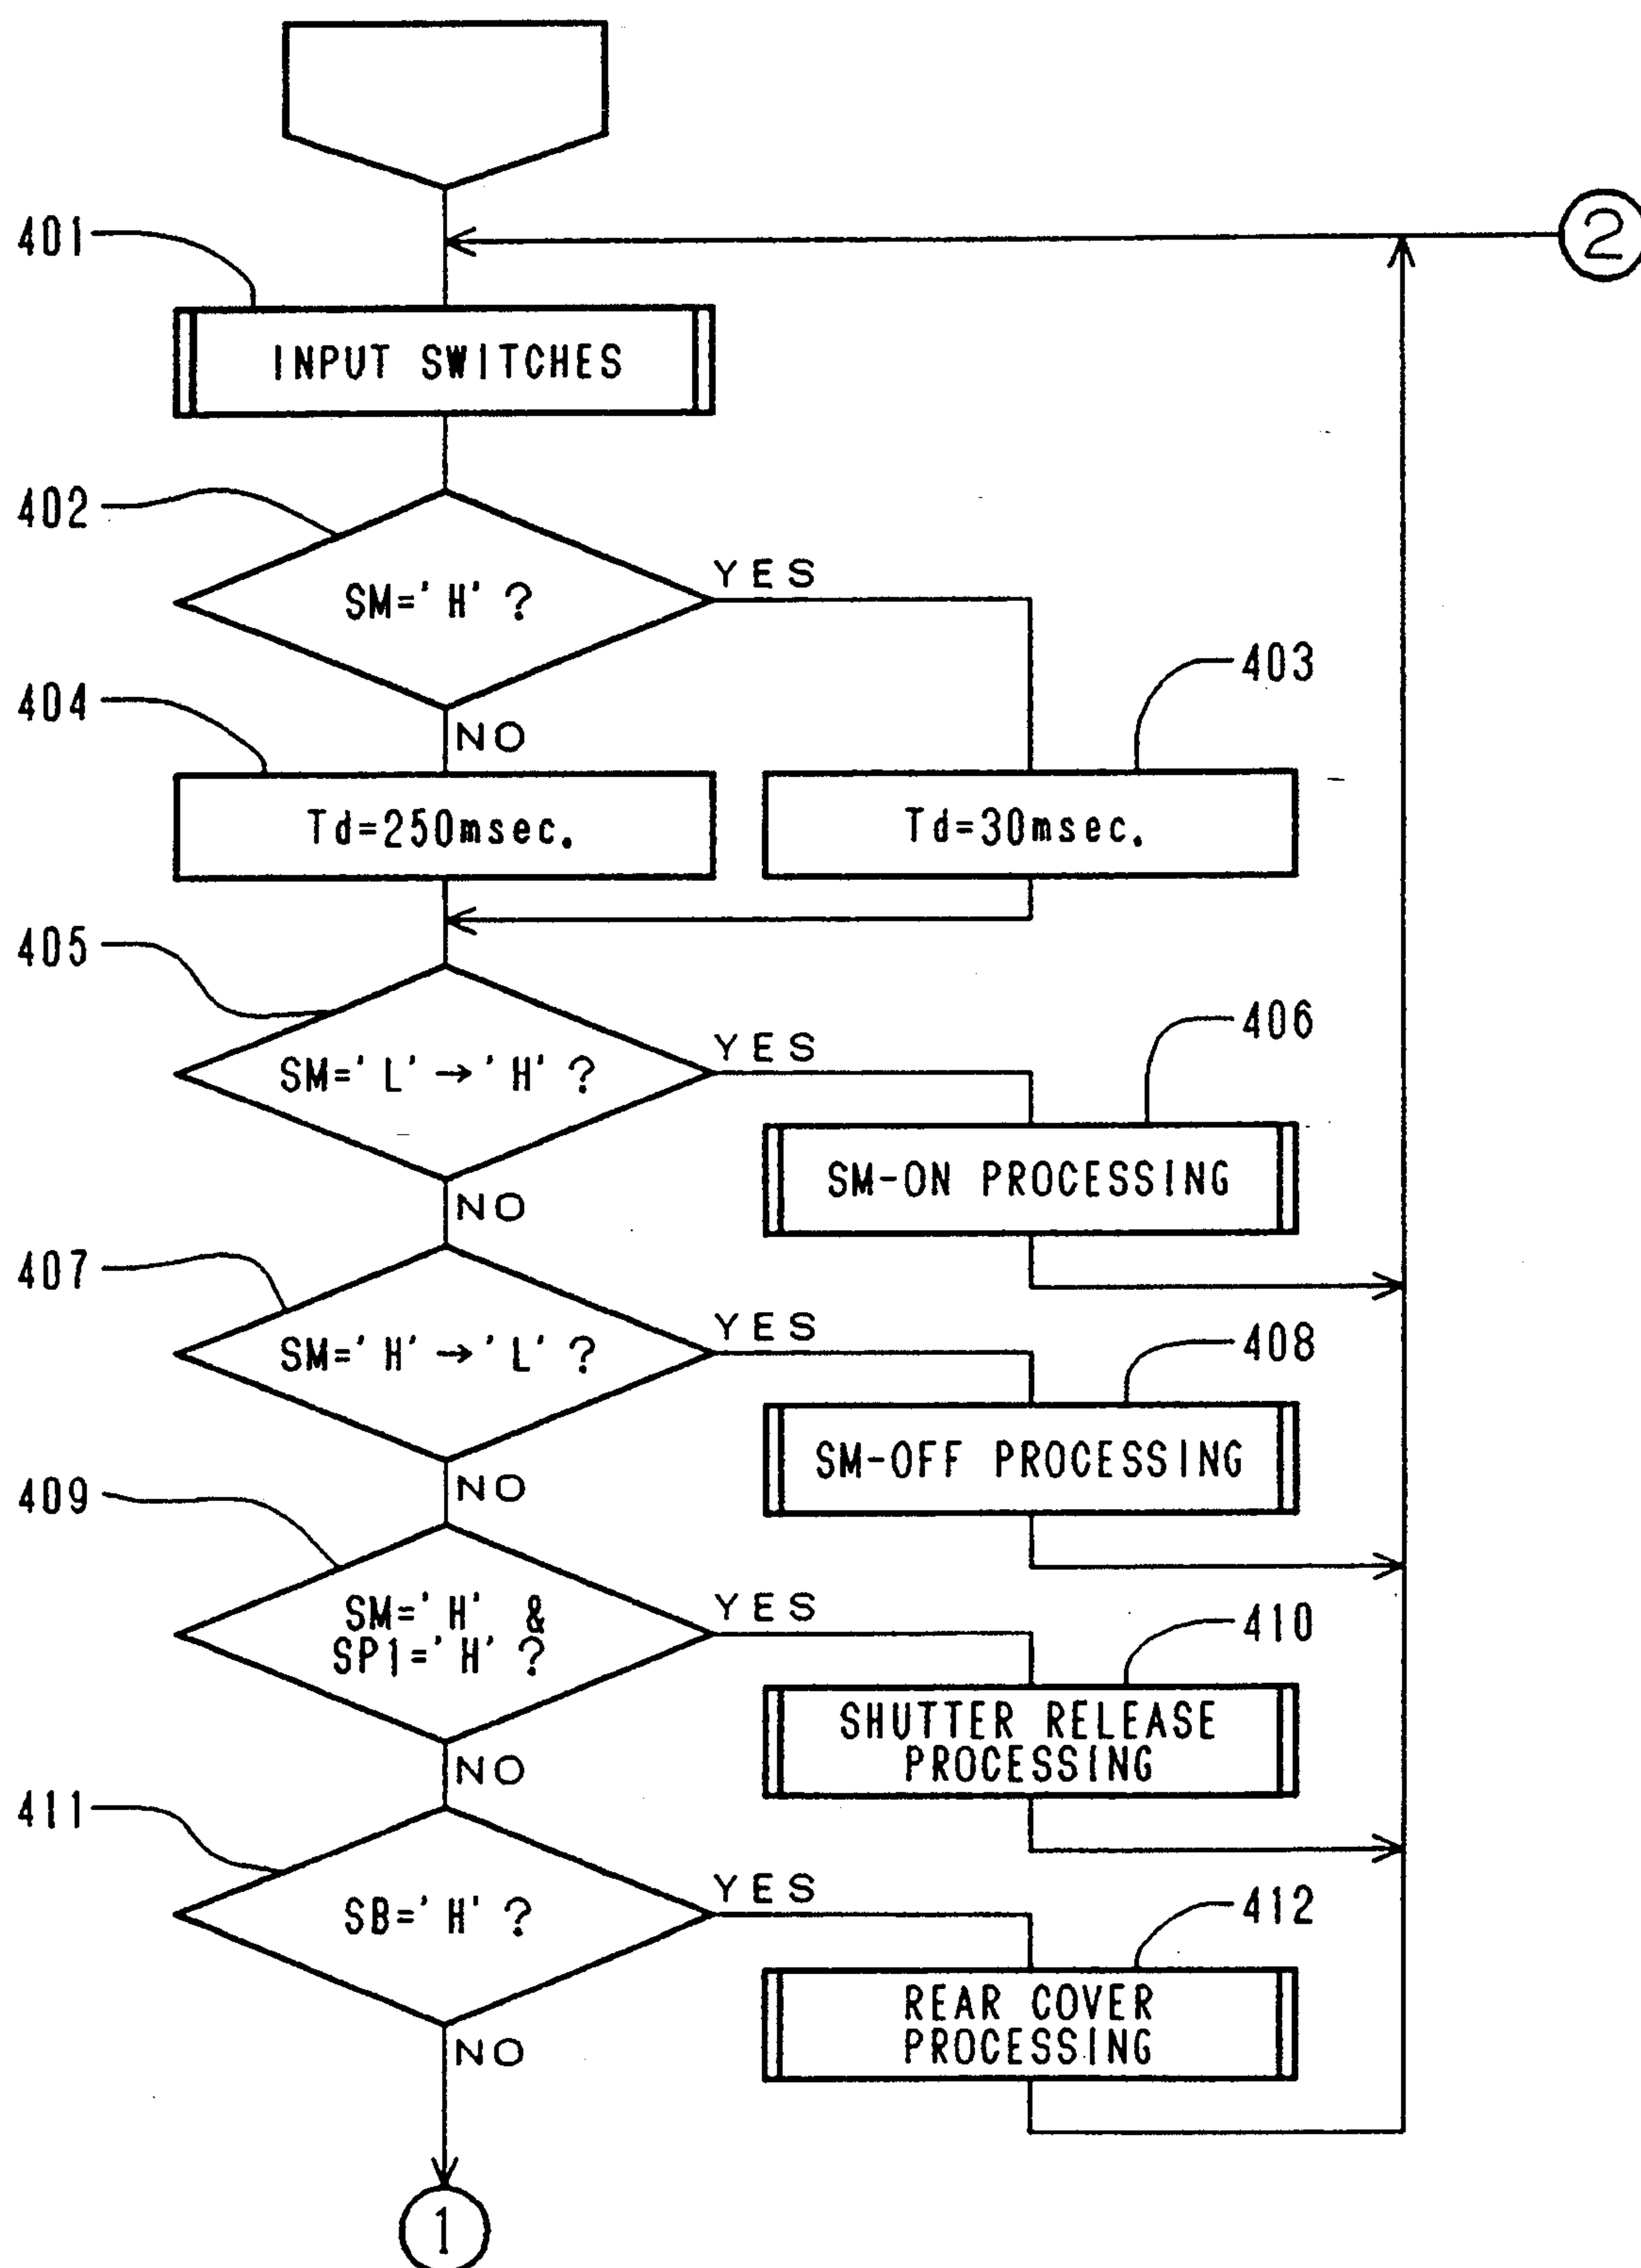 401
2
INPUT SWITCHES
402
SM='H'?
YES
403
404
NO
Td=250msec.
Td=30msec.
405
SM='L'→'H'?
YES
406
SM-ON PROCESSING
NO
407
SM='H'→'L'?
YES
408
SM-OFF PROCESSING
NO
409
SM='H' &
SP1='H'?
YES
410
SHUTTER RELEASE
PROCESSING
NO
411
SB='H'?
YES
412
REAR COVER
PROCESSING
NO
1